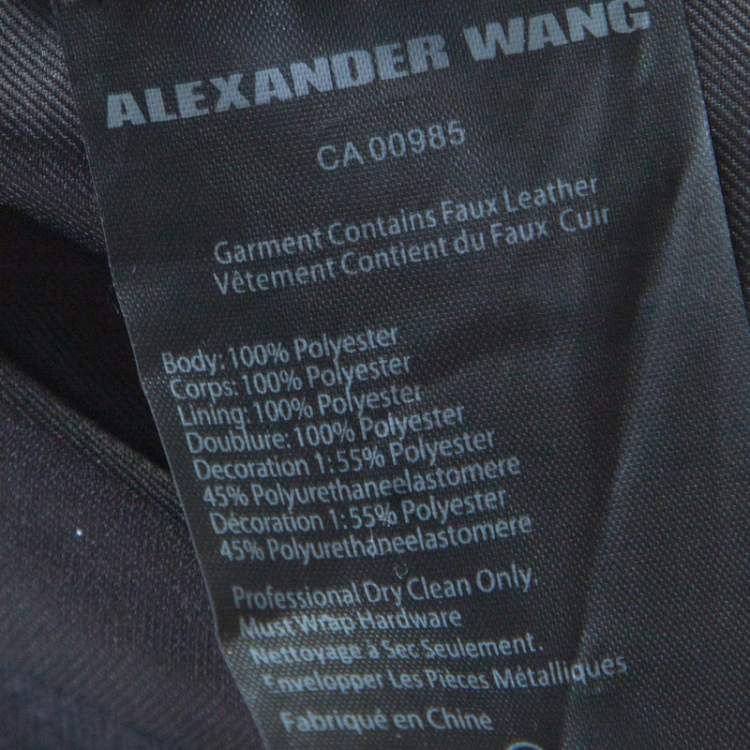 ALEXANDER WANG
CA 00985
Garment Contains Faux Leather
Vêtement Contient du Faux Cuir
Body: 100% Polyester
Corps: 100% Polyester
Lining: 100% Polyester
Doublure: 100% Polyester
Decoration 1: 55% Polyester
45% Polyurethaneelastomere
Décoration 1: 55% Polyester
45% Polyurethaneelastomere
Professional Dry Clean Only.
Must Wrap Hardware
Nettoyage à Sec Seulement.
Envelopper Les Pièces Métalliques
Fabriqué en Chine